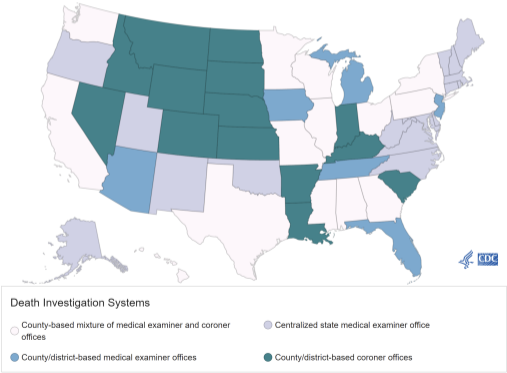 CDC
Death Investigation Systems
County-based mixture of medical examiner and coroner
offices
Centralized state medical examiner office
County/district-based medical examiner offices
County/district-based coroner offices